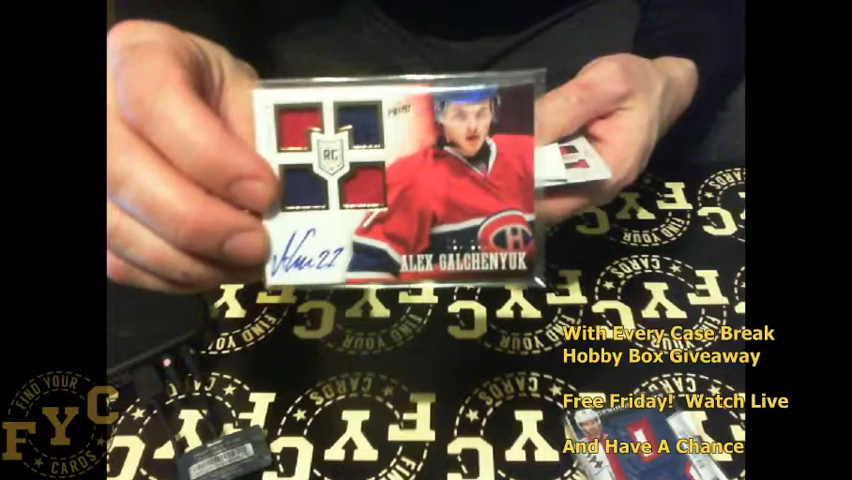 PRIME
RC
ALEX GALCHENYUK
With Every Case Break
Hobby Box Giveaway
Free Friday! Watch Live
And Have A Chance
FIND YOUR
FYC
CARDS